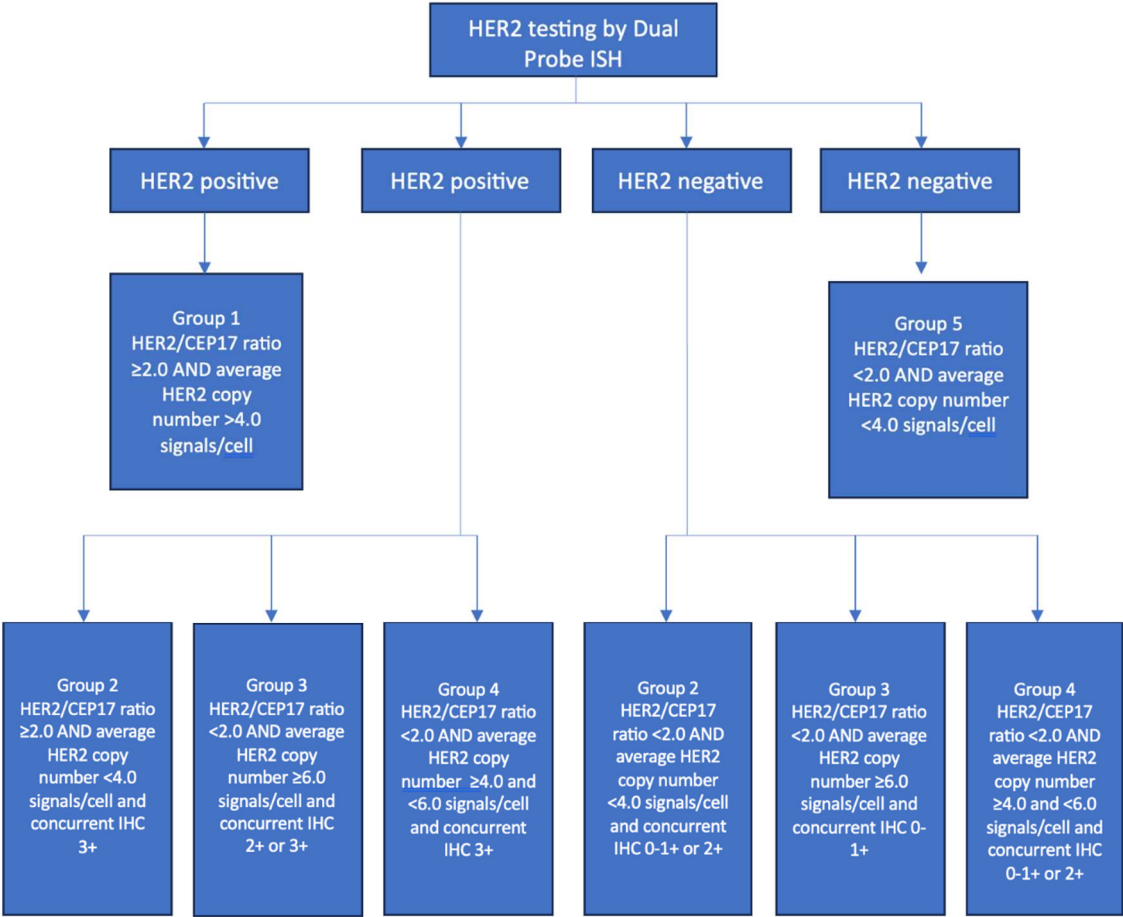 HER2 testing by Dual
Probe ISH
HER2 positive
HER2 positive
HER2 negative
HER2 negative
Group 1
HER2/CEP17 ratio
≥2.0 AND average
HER2 copy
number >4.0
signals/cell
Group 5
HER2/CEP17 ratio
<2.0 AND average
HER2 copy number
<4.0 signals/cell
Group 2
HER2/CEP17 ratio
≥2.0 AND average
HER2 copy
number <4.0
signals/cell and
concurrent IHC
3+
Group 3
HER2/CEP17 ratio
<2.0 AND average
HER2 copy
number ≥6.0
signals/cell and
concurrent IHC
2+ or 3+
Group 4
HER2/CEP17 ratio
<2.0 AND average
HER2 copy
number ≥4.0 and
<6.0 signals/cell
and concurrent
IHC 3+
Group 2
HER2/CEP17
ratio <2.0 AND
average HER2
copy number
<4.0 signals/cell
and concurrent
IHC 0-1+ or 2+
Group 3
HER2/CEP17 ratio
<2.0 AND average
HER2 copy
number ≥6.0
signals/cell and
concurrent IHC 0-
1+
Group 4
HER2/CEP17
ratio <2.0 AND
average HER2
copy number
≥4.0 and <6.0
signals/cell and
concurrent IHC
0-1+ or 2+